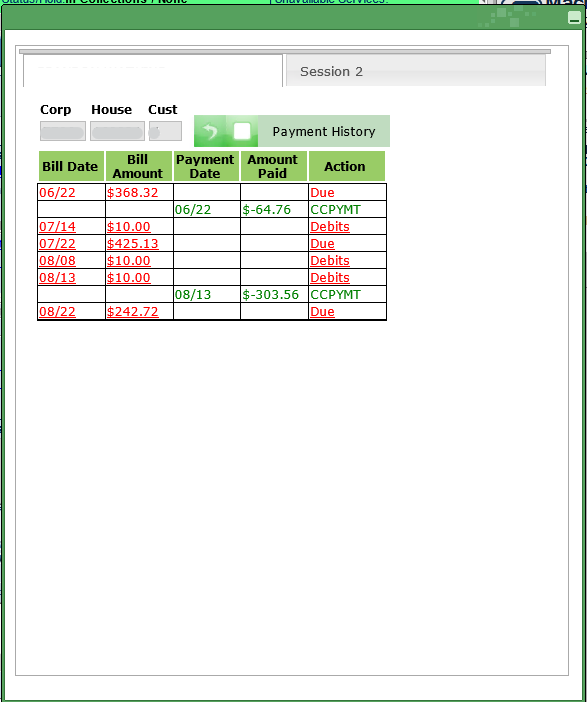 In Collections / None
Unavailable Services:
Session 2
Corp House Cust
Payment History
Bill Date Bill Amount Payment Date Amount Paid Action
06/22 $368.32 Due
06/22 $-64.76 CCPYMT
07/14 $10.00 Debits
07/22 $425.13 Due
08/08 $10.00 Debits
08/13 $10.00 Debits
08/13 $-303.56 CCPYMT
08/22 $242.72 Due